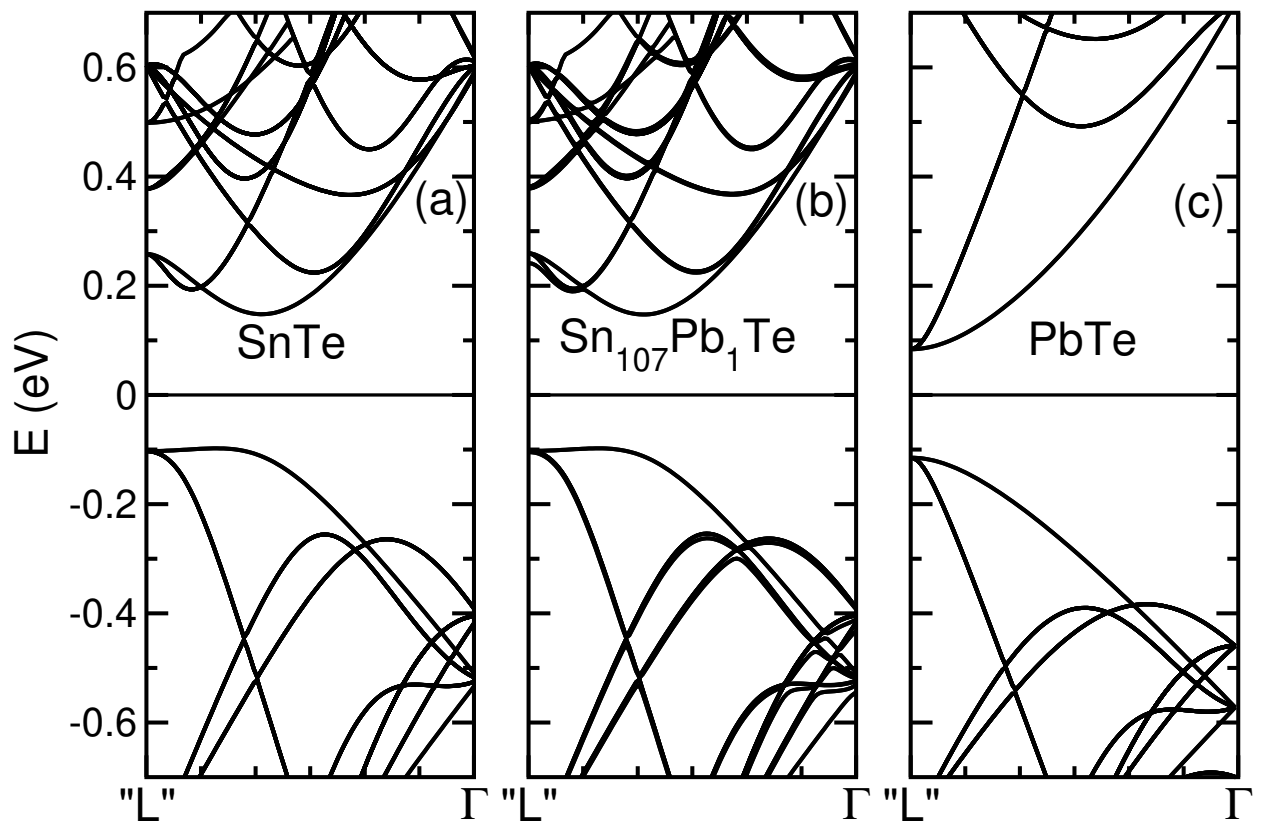 E (eV)
0.6
0.4
0.2
0
-0.2
-0.4
-0.6
(a)
SnTe
"L"
Γ
(b)
Sn107Pb1Te
"L"
Γ
(c)
PbTe
"L"
Γ